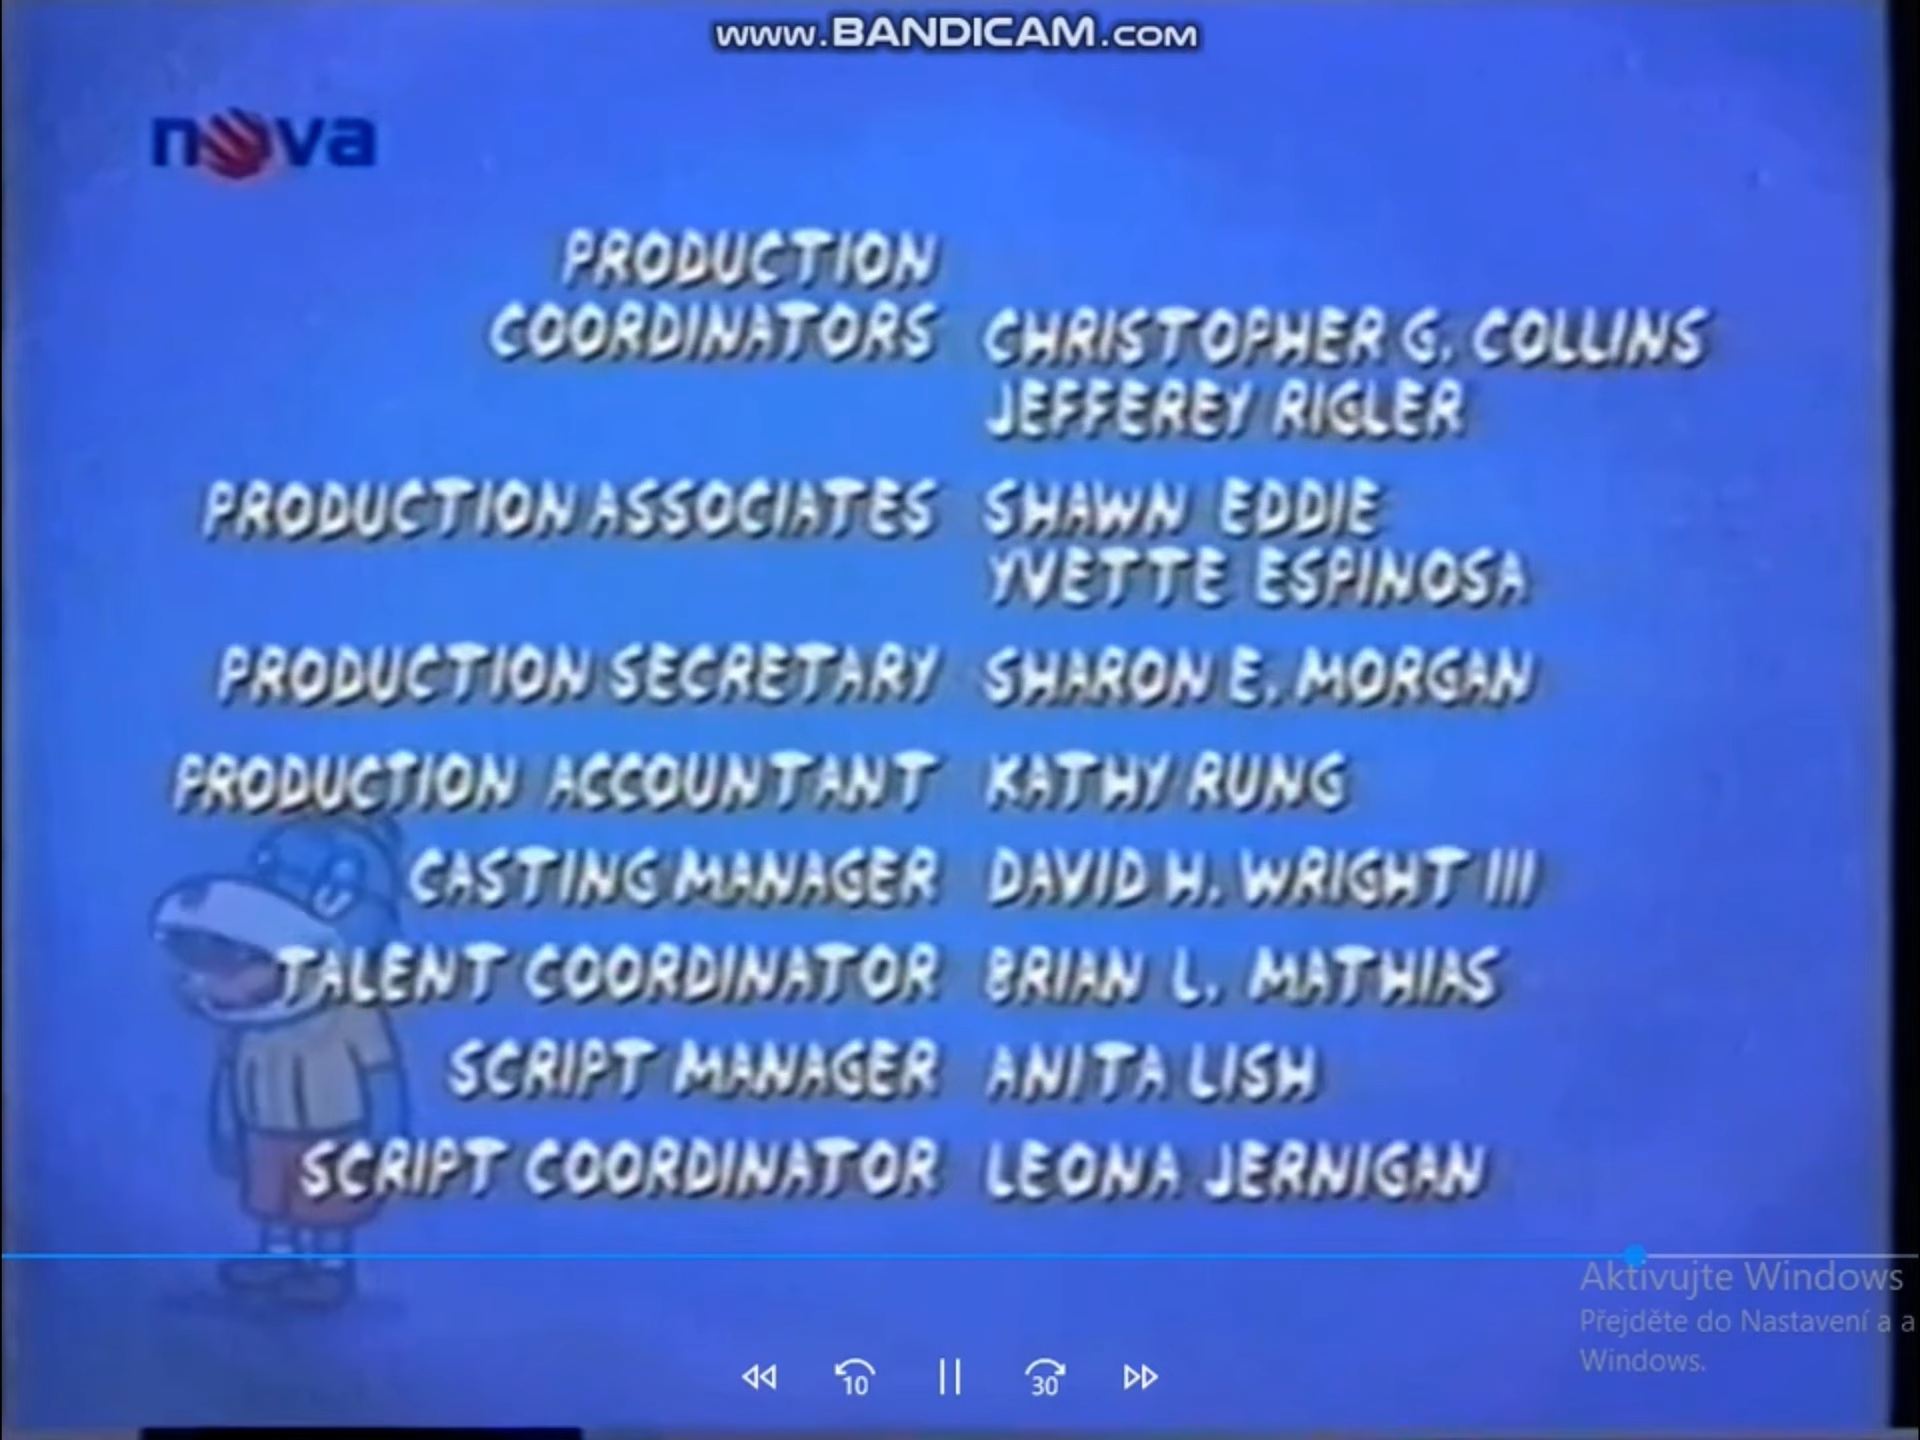 www.BANDICAM.com
nova
PRODUCTION
COORDINATORS CHRISTOPHER G. COLLINS
JEFFEREY RIGLER
PRODUCTION ASSOCIATES SHAWN EDDIE
YVETTE ESPINOSA
PRODUCTION SECRETARY SHARON E. MORGAN
PRODUCTION ACCOUNTANT KATHY RUNG
CASTING MANAGER DAVID H. WRIGHT III
TALENT COORDINATOR BRIAN L. MATHIAS
SCRIPT MANAGER ANITA LISH
SCRIPT COORDINATOR LEONA JERNIGAN
Aktivujte Windows
Přejděte do Nastavení a a
Windows.
10 30